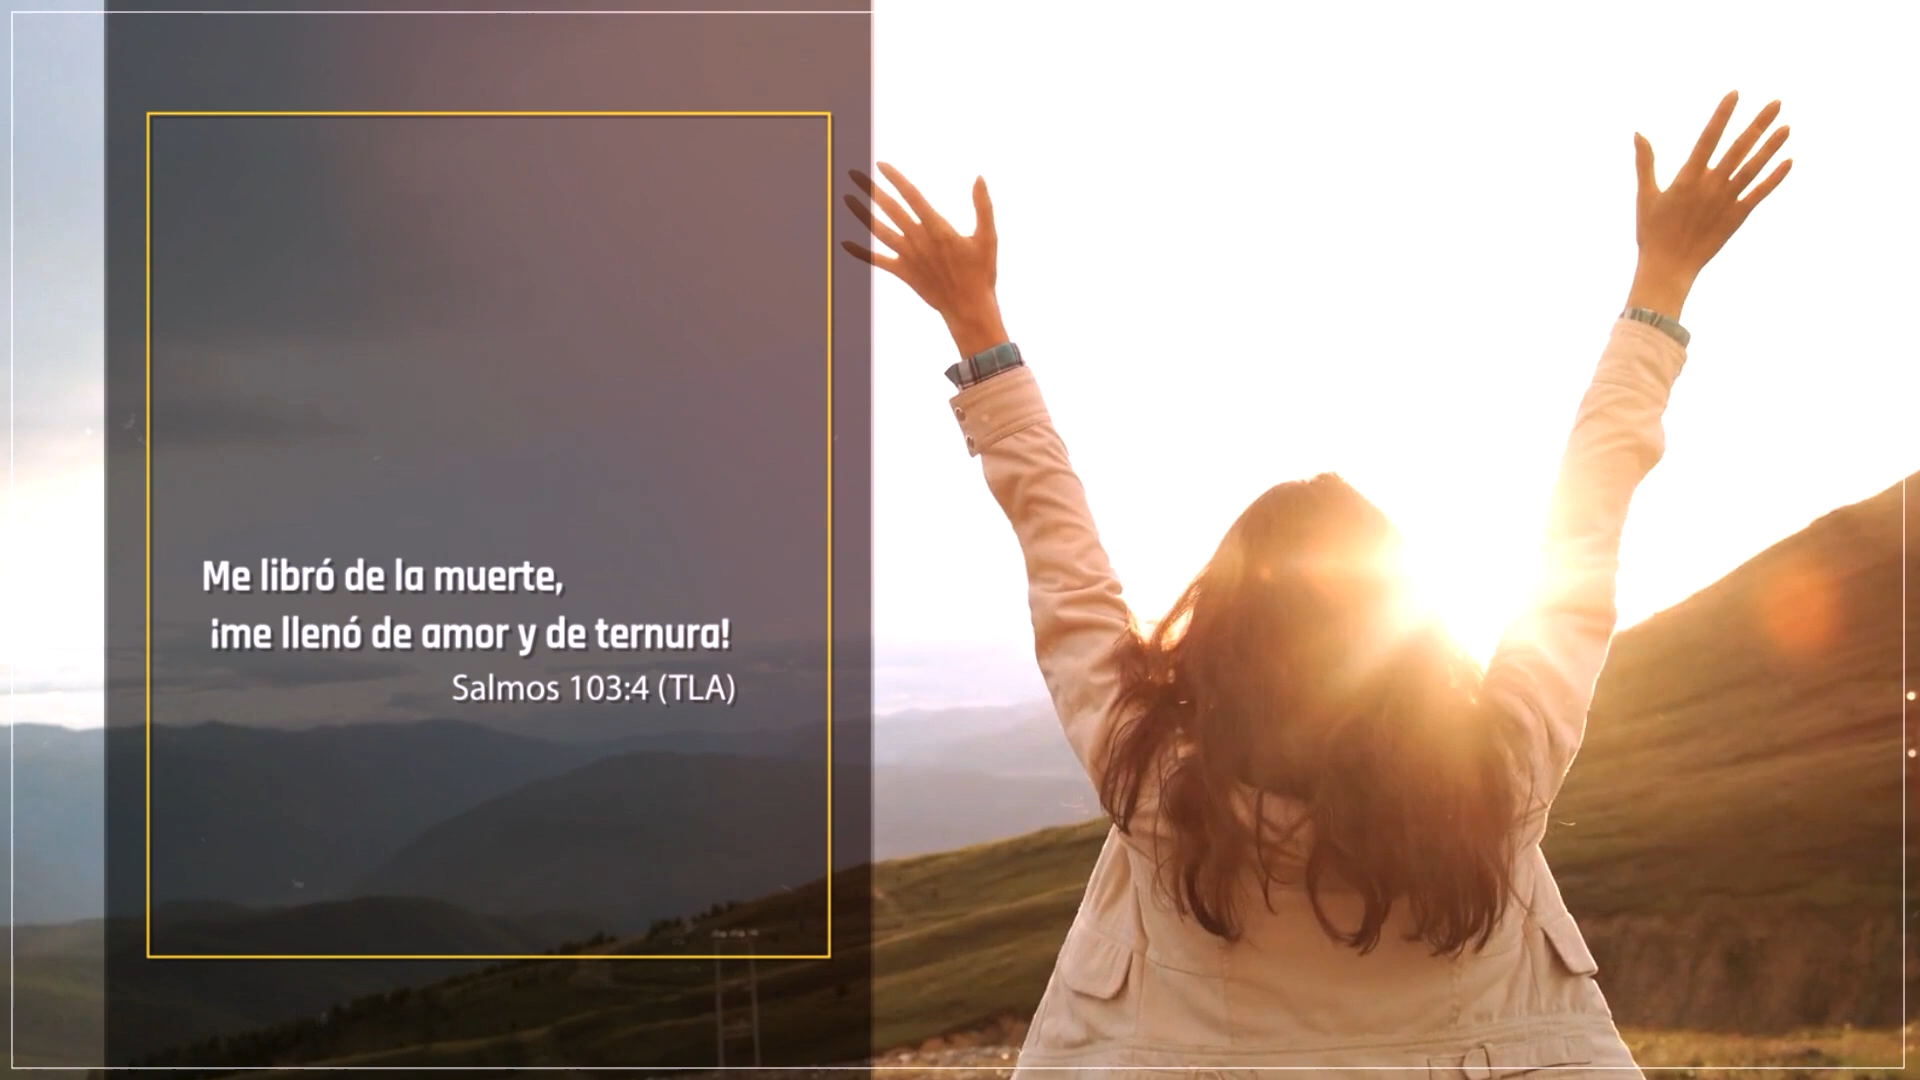 Me libró de la muerte,
¡me llenó de amor y de ternura!
Salmos 103:4 (TLA)